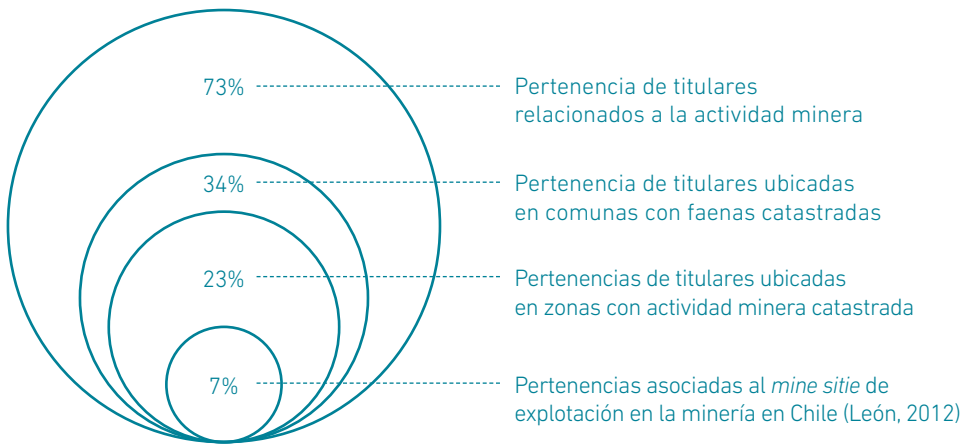 73%
Pertenencia de titulares
relacionados a la actividad minera
34%
Pertenencia de titulares ubicadas
en comunas con faenas catastradas
23%
Pertenencias de titulares ubicadas
en zonas con actividad minera catastrada
7%
Pertenencias asociadas al mine sitie de
explotación en la minería en Chile (León, 2012)